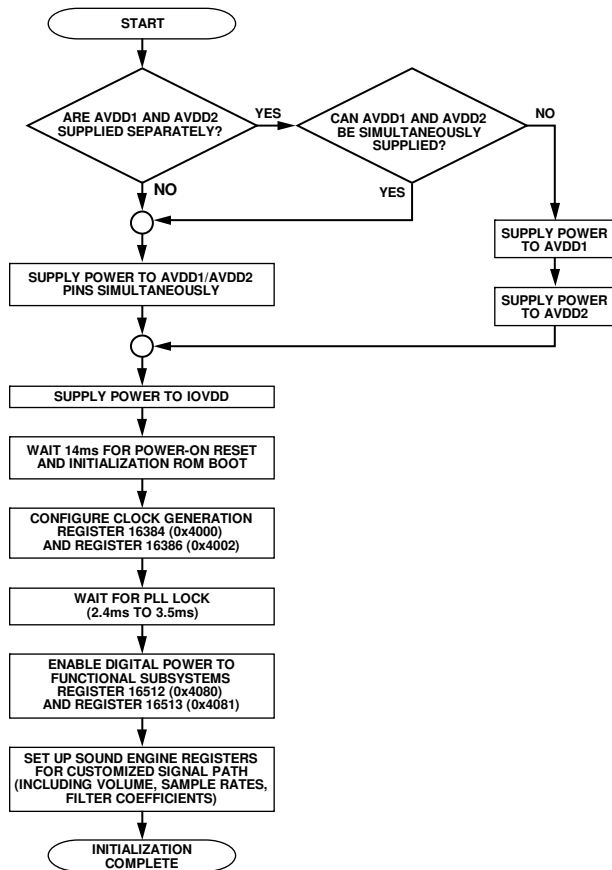 START
ARE AVDD1 AND AVDD2
SUPPLIED SEPARATELY?
YES
CAN AVDD1 AND AVDD2
BE SIMULTANEOUSLY
SUPPLIED?
NO
NO
YES
SUPPLY POWER
TO AVDD1
SUPPLY POWER TO AVDD1/AVDD2
PINS SIMULTANEOUSLY
SUPPLY POWER
TO AVDD2
SUPPLY POWER TO IOVDD
WAIT 14ms FOR POWER-ON RESET
AND INITIALIZATION ROM BOOT
CONFIGURE CLOCK GENERATION
REGISTER 16384 (0x4000)
AND REGISTER 16386 (0x4002)
WAIT FOR PLL LOCK
(2.4ms TO 3.5ms)
ENABLE DIGITAL POWER TO
FUNCTIONAL SUBSYSTEMS
REGISTER 16512 (0x4080)
AND REGISTER 16513 (0x4081)
SET UP SOUND ENGINE REGISTERS
FOR CUSTOMIZED SIGNAL PATH
(INCLUDING VOLUME, SAMPLE RATES,
FILTER COEFFICIENTS)
INITIALIZATION
COMPLETE